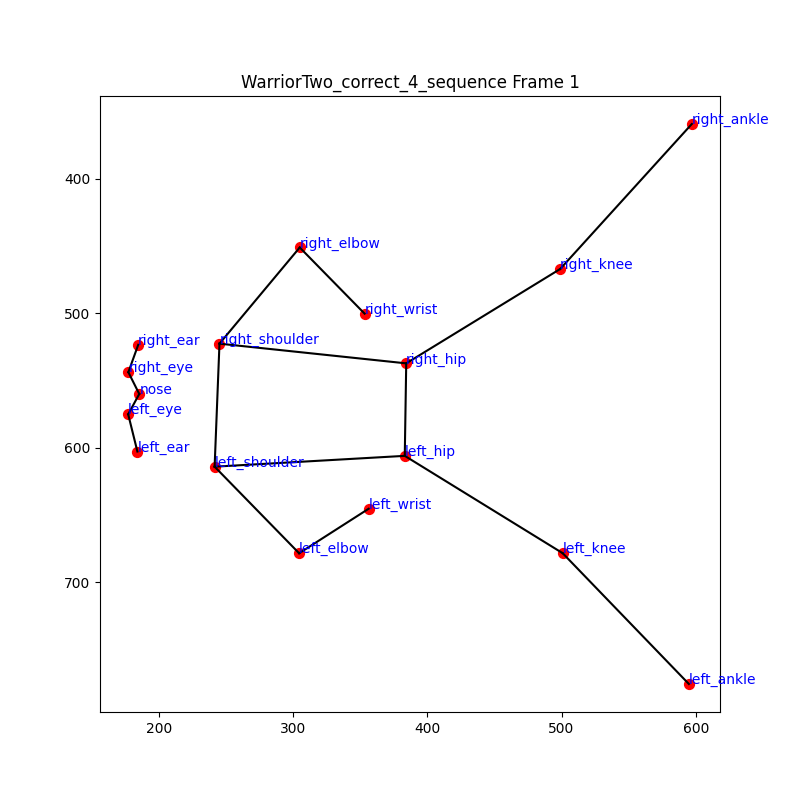 WarriorTwo_correct_4_sequence Frame 1
right_ankle
400
right_elbow
right_knee
right_wrist
500
right_ear
right_shoulder
right_hip
right_eye
nose
left_eye
600
left_ear
left_hip
left_shoulder
left_wrist
left_elbow
left_knee
700
left_ankle
200
300
400
500
600